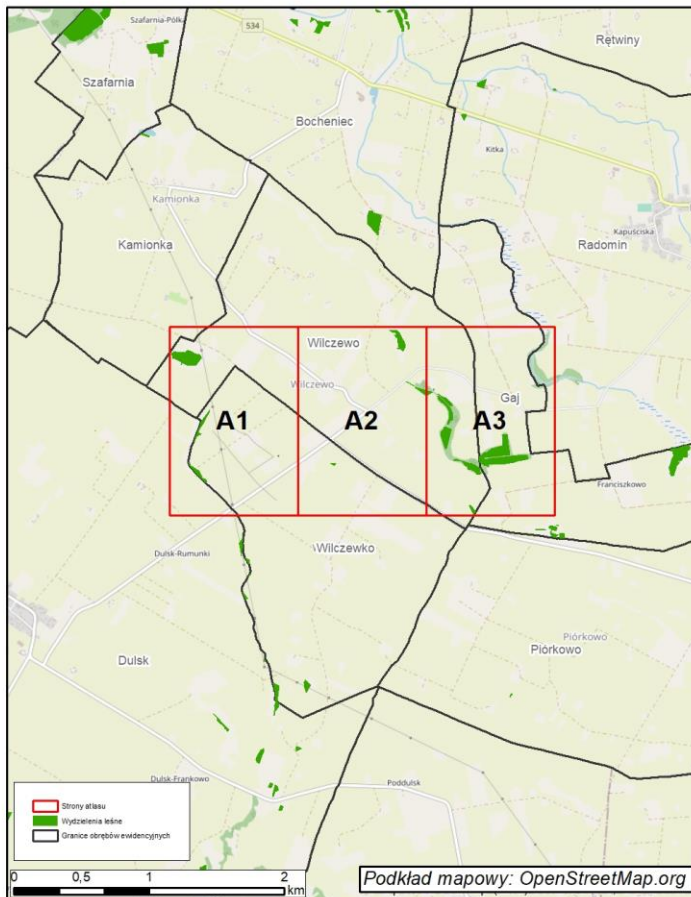 Szafarnia-Półka
534
Rętwiny
Szafarnia
Bocheniec
Kitka
Kamionka
Kapuściska
Kamionka
Radomin
Wilczewo
Wilczewo
Gaj
A1
A2
A3
Franciszkowo
Dulsk-Rumunki
Wilczewko
Piórkowo
Piórkowo
Dulsk
Dulsk-Frankowo
Poddulsk
Strony atlasu
Wydzielenia leśne
Granice obrębów ewidencyjnych
0 0,5 1 2
km
Podkład mapowy: OpenStreetMap.org